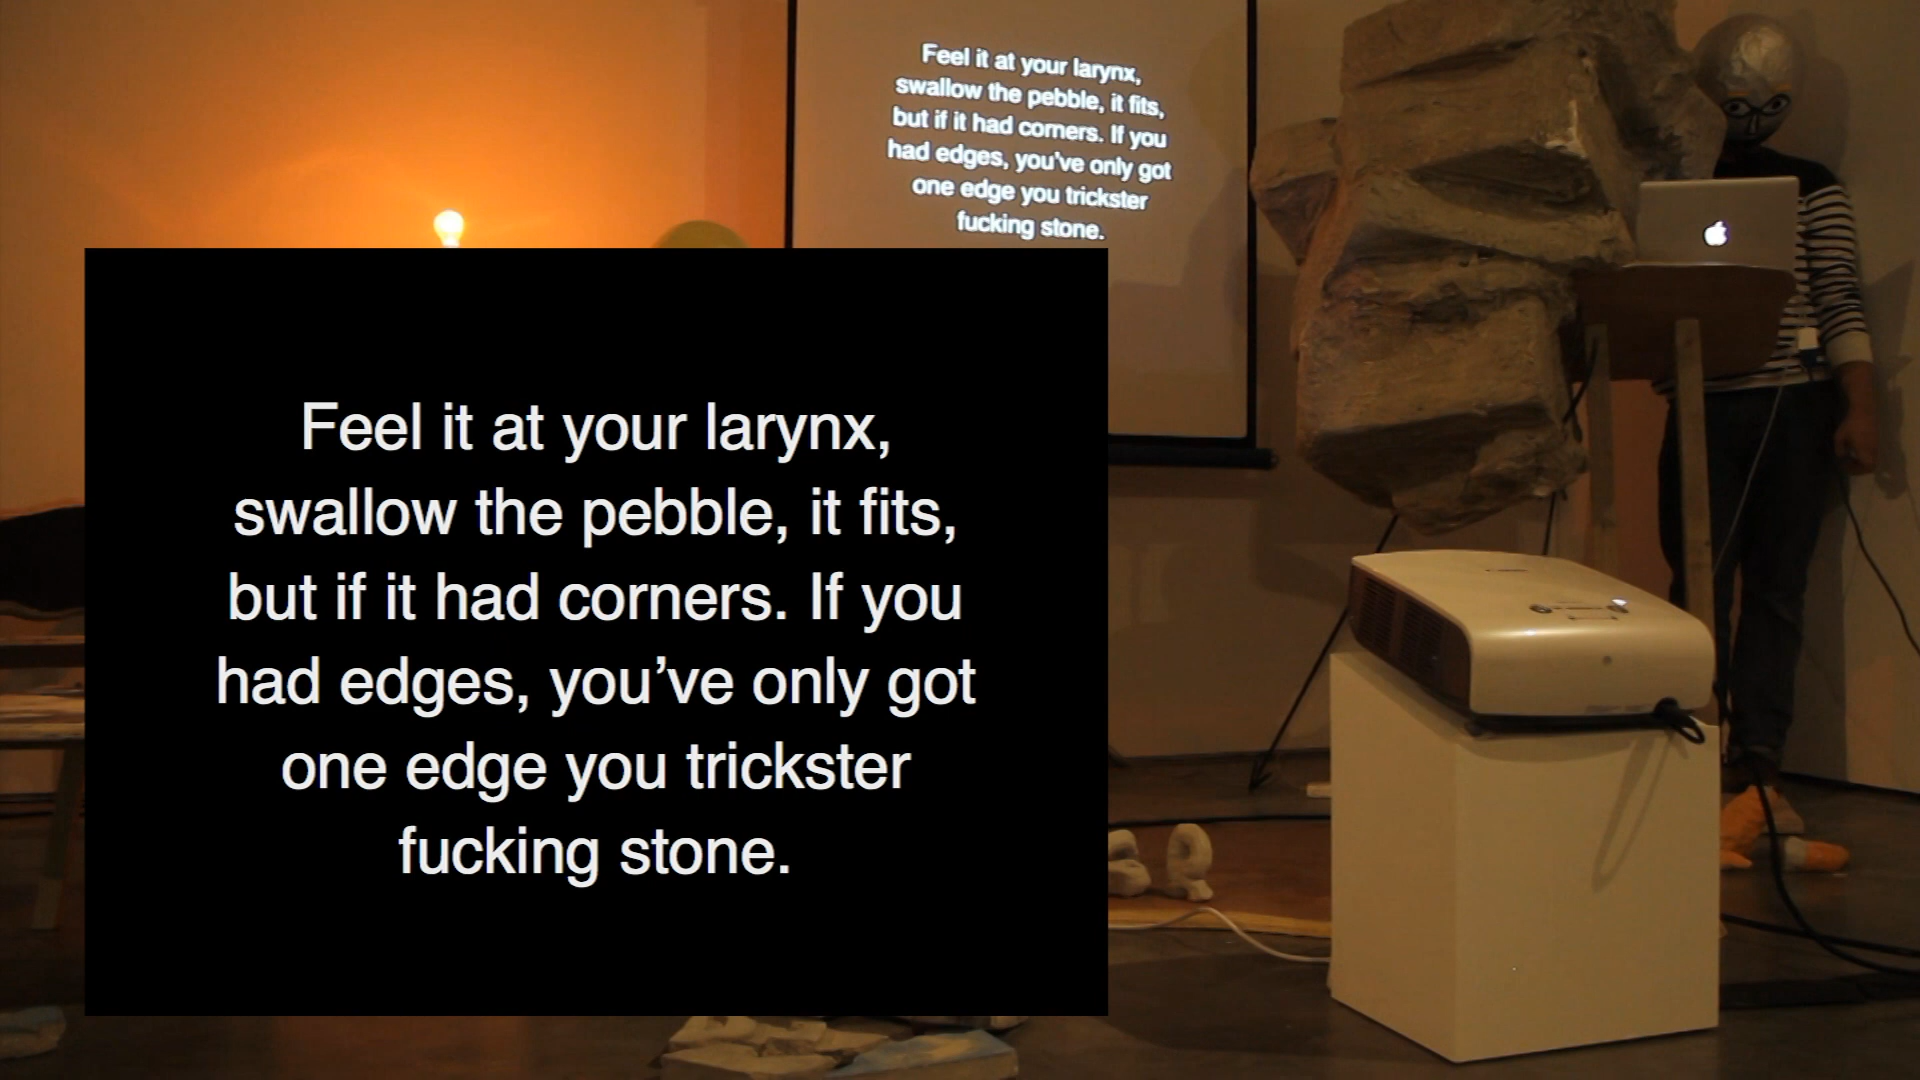 Feel it at your larynx,
swallow the pebble, it fits,
but if it had corners. If you
had edges, you've only got
one edge you trickster
fucking stone.
Feel it at your larynx,
swallow the pebble, it fits,
but if it had corners. If you
had edges, you’ve only got
one edge you trickster
fucking stone.